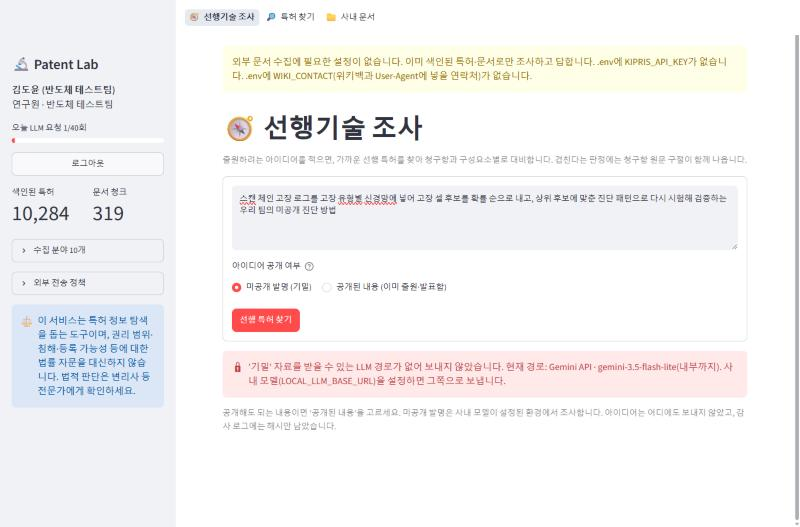 선행기술 조사
특허 찾기
사내 문서
Patent Lab
김도윤 (반도체 테스트팀)
연구원 · 반도체 테스트팀
오늘 LLM 요청 1/40회
로그아웃
색인된 특허
문서 청크
10,284
319
수집 분야 10개
외부 전송 정책
이 서비스는 특허 정보 탐색
을 돕는 도구이며, 권리 범위·
침해·등록 가능성 등에 대한
법률 자문을 대신하지 않습
니다. 법적 판단은 변리사 등
전문가에게 확인하세요.
외부 문서 수집에 필요한 설정이 없습니다. 이미 색인된 특허·문서로만 조사하고 답합니다. .env에 KIPRIS_API_KEY가 없습니
다. .env에 WIKI_CONTACT(위키백과 User-Agent에 넣을 연락처)가 없습니다.
선행기술 조사
출원하려는 아이디어를 적으면, 가까운 선행 특허를 찾아 청구항과 구성요소별로 대비합니다. 겹친다는 판정에는 청구항 원문 구절이 함께 나옵니다.
스캔 체인 고장 로그를 고장 유형별 신경망에 넣어 고장 셀 후보를 확률 순으로 내고, 상위 후보에 맞춘 진단 패턴으로 다시 시험해 검증하는
우리 팀의 미공개 진단 방법
아이디어 공개 여부
미공개 발명 (기밀)
공개된 내용 (이미 출원·발표함)
선행 특허 찾기
'기밀' 자료를 받을 수 있는 LLM 경로가 없어 보내지 않았습니다. 현재 경로: Gemini API · gemini-3.5-flash-lite(내부까지). 사
내 모델(LOCAL_LLM_BASE_URL)을 설정하면 그쪽으로 보냅니다.
공개해도 되는 내용이면 '공개된 내용'을 고르세요. 미공개 발명은 사내 모델이 설정된 환경에서 조사합니다. 아이디어는 어디에도 보내지 않았고, 감
사 로그에는 해시만 남았습니다.